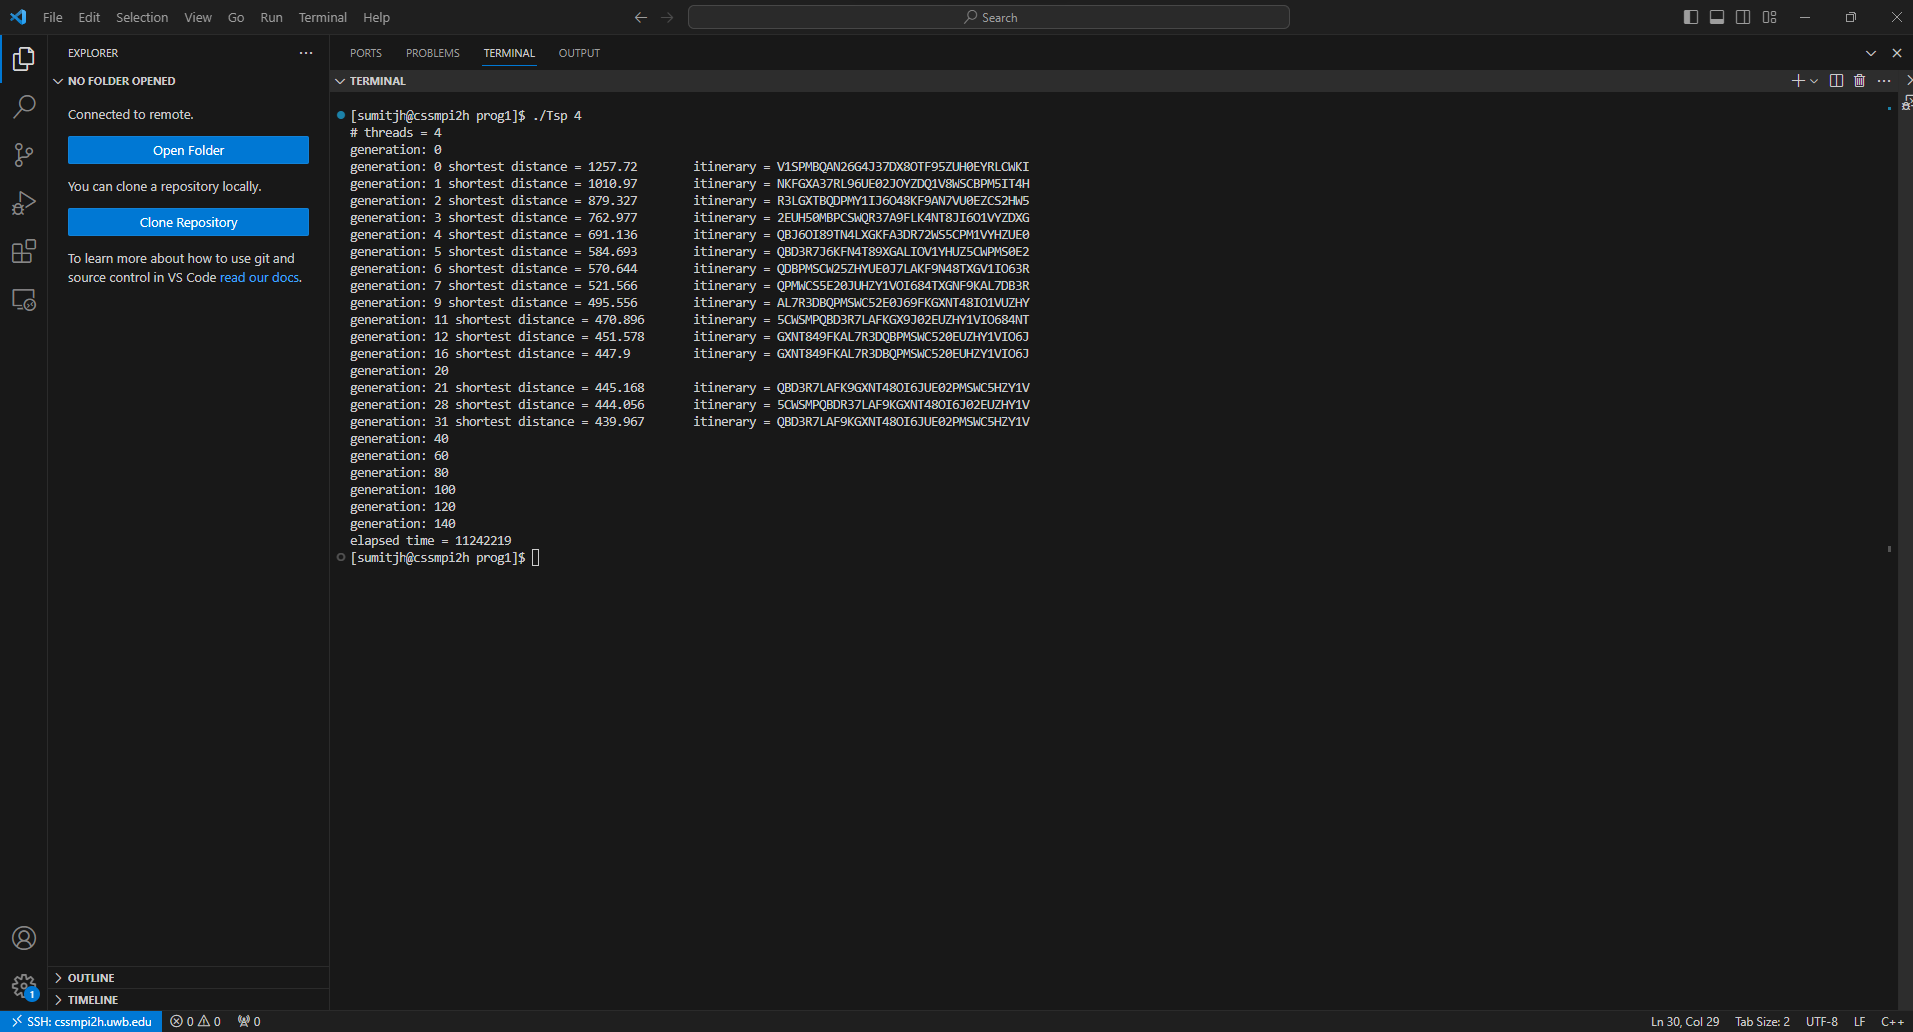 File Edit Selection View Go Run Terminal Help
Search
EXPLORER
NO FOLDER OPENED
Connected to remote.
Open Folder
You can clone a repository locally.
Clone Repository
To learn more about how to use git and
source control in VS Code read our docs.
OUTLINE
TIMELINE
PORTS PROBLEMS TERMINAL OUTPUT
TERMINAL
[sumitjh@cssmpi2h prog1]$ ./Tsp 4
# threads = 4
generation: 0
generation: 0 shortest distance = 1257.72 itinerary = V1SPMBQAN26G4J37DX8OTF95ZUH0EYRLCWKI
generation: 1 shortest distance = 1010.97 itinerary = NKFGXA37RL96UE02JOYZDQ1V8WSCBPM5IT4H
generation: 2 shortest distance = 879.327 itinerary = R3LGXTBQDPMY1IJ6O48KF9AN7VU0EZCS2HW5
generation: 3 shortest distance = 762.977 itinerary = 2EUH50MBPCSWQR37A9FLK4NT8JI6O1VYZDXG
generation: 4 shortest distance = 691.136 itinerary = QBJ6OI89TN4LXGKFA3DR72WS5CPM1VYHZUE0
generation: 5 shortest distance = 584.693 itinerary = QBD3R7J6KFN4T89XGALIOV1YHUZ5CWPMS0E2
generation: 6 shortest distance = 570.644 itinerary = QDBPMSCW25ZHYUE0J7LAKF9N48TXGV1IO63R
generation: 7 shortest distance = 521.566 itinerary = QPMWCS5E20JUHZY1VOI684TXGNF9KAL7DB3R
generation: 9 shortest distance = 495.556 itinerary = AL7R3DBQPMSWC52E0J69FKGXNT48IO1VUZHY
generation: 11 shortest distance = 470.896 itinerary = 5CWSMPQBD3R7LAFKGX9J02EUZHY1VIO684NT
generation: 12 shortest distance = 451.578 itinerary = GXNT849FKAL7R3DQBPMSWC520EUZHY1VIO6J
generation: 16 shortest distance = 447.9 itinerary = GXNT849FKAL7R3DBQPMSWC520EUHZY1VIO6J
generation: 20
generation: 21 shortest distance = 445.168 itinerary = QBD3R7LAFK9GXNT48OI6JUE02PMSWC5HZY1V
generation: 28 shortest distance = 444.056 itinerary = 5CWSMPQBDR37LAF9KGXNT48OI6J02EUZHY1V
generation: 31 shortest distance = 439.967 itinerary = QBD3R7LAF9KGXNT48OI6JUE02PMSWC5HZY1V
generation: 40
generation: 60
generation: 80
generation: 100
generation: 120
generation: 140
elapsed time = 11242219
[sumitjh@cssmpi2h prog1]$
1
SSH: cssmpi2h.uwb.edu 0 0 0 Ln 30, Col 29 Tab Size: 2 UTF-8 LF C++